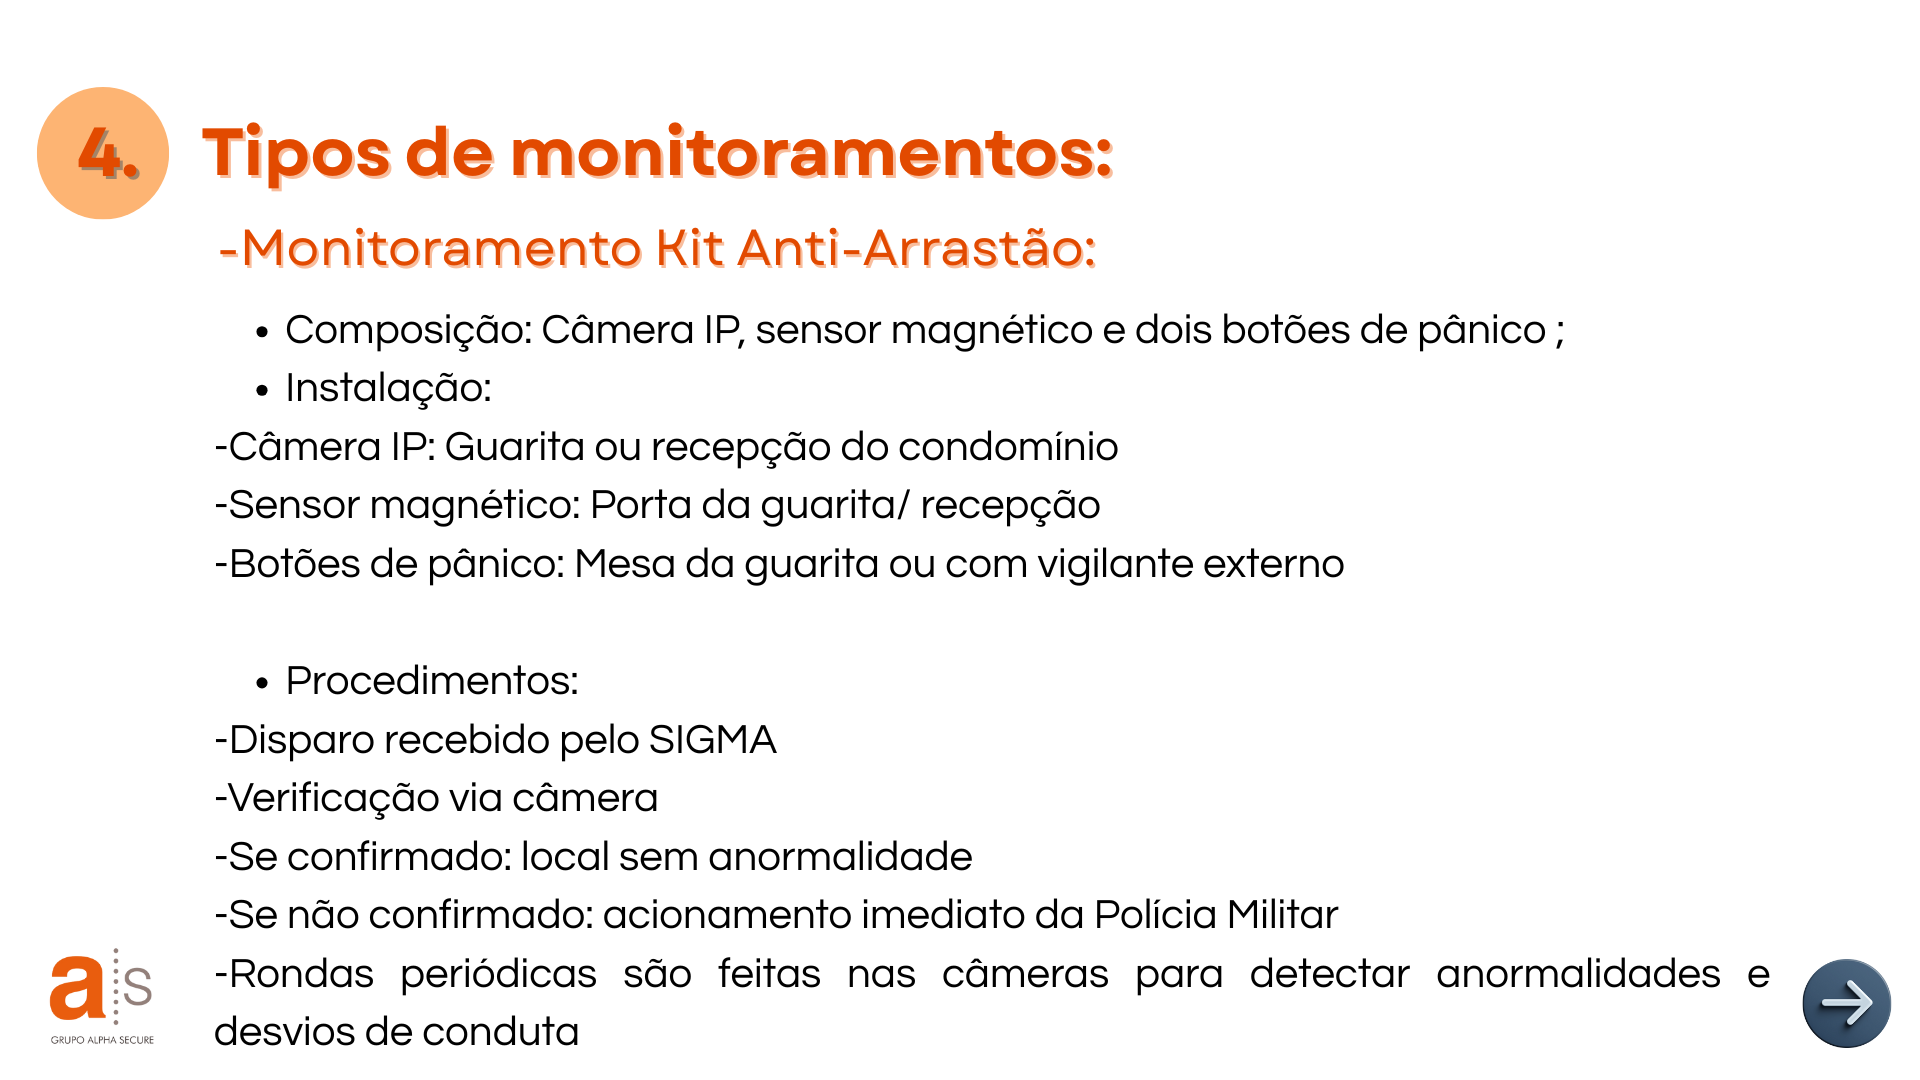 4. Tipos de monitoramentos:
-Monitoramento Kit Anti-Arrastão:
• Composição: Câmera IP, sensor magnético e dois botões de pânico ;
• Instalação:
-Câmera IP: Guarita ou recepção do condomínio
-Sensor magnético: Porta da guarita/ recepção
-Botões de pânico: Mesa da guarita ou com vigilante externo
• Procedimentos:
-Disparo recebido pelo SIGMA
-Verificação via câmera
-Se confirmado: local sem anormalidade
-Se não confirmado: acionamento imediato da Polícia Militar
-Rondas periódicas são feitas nas câmeras para detectar anormalidades e
desvios de conduta
as
GRUPO ALPHA SECURE